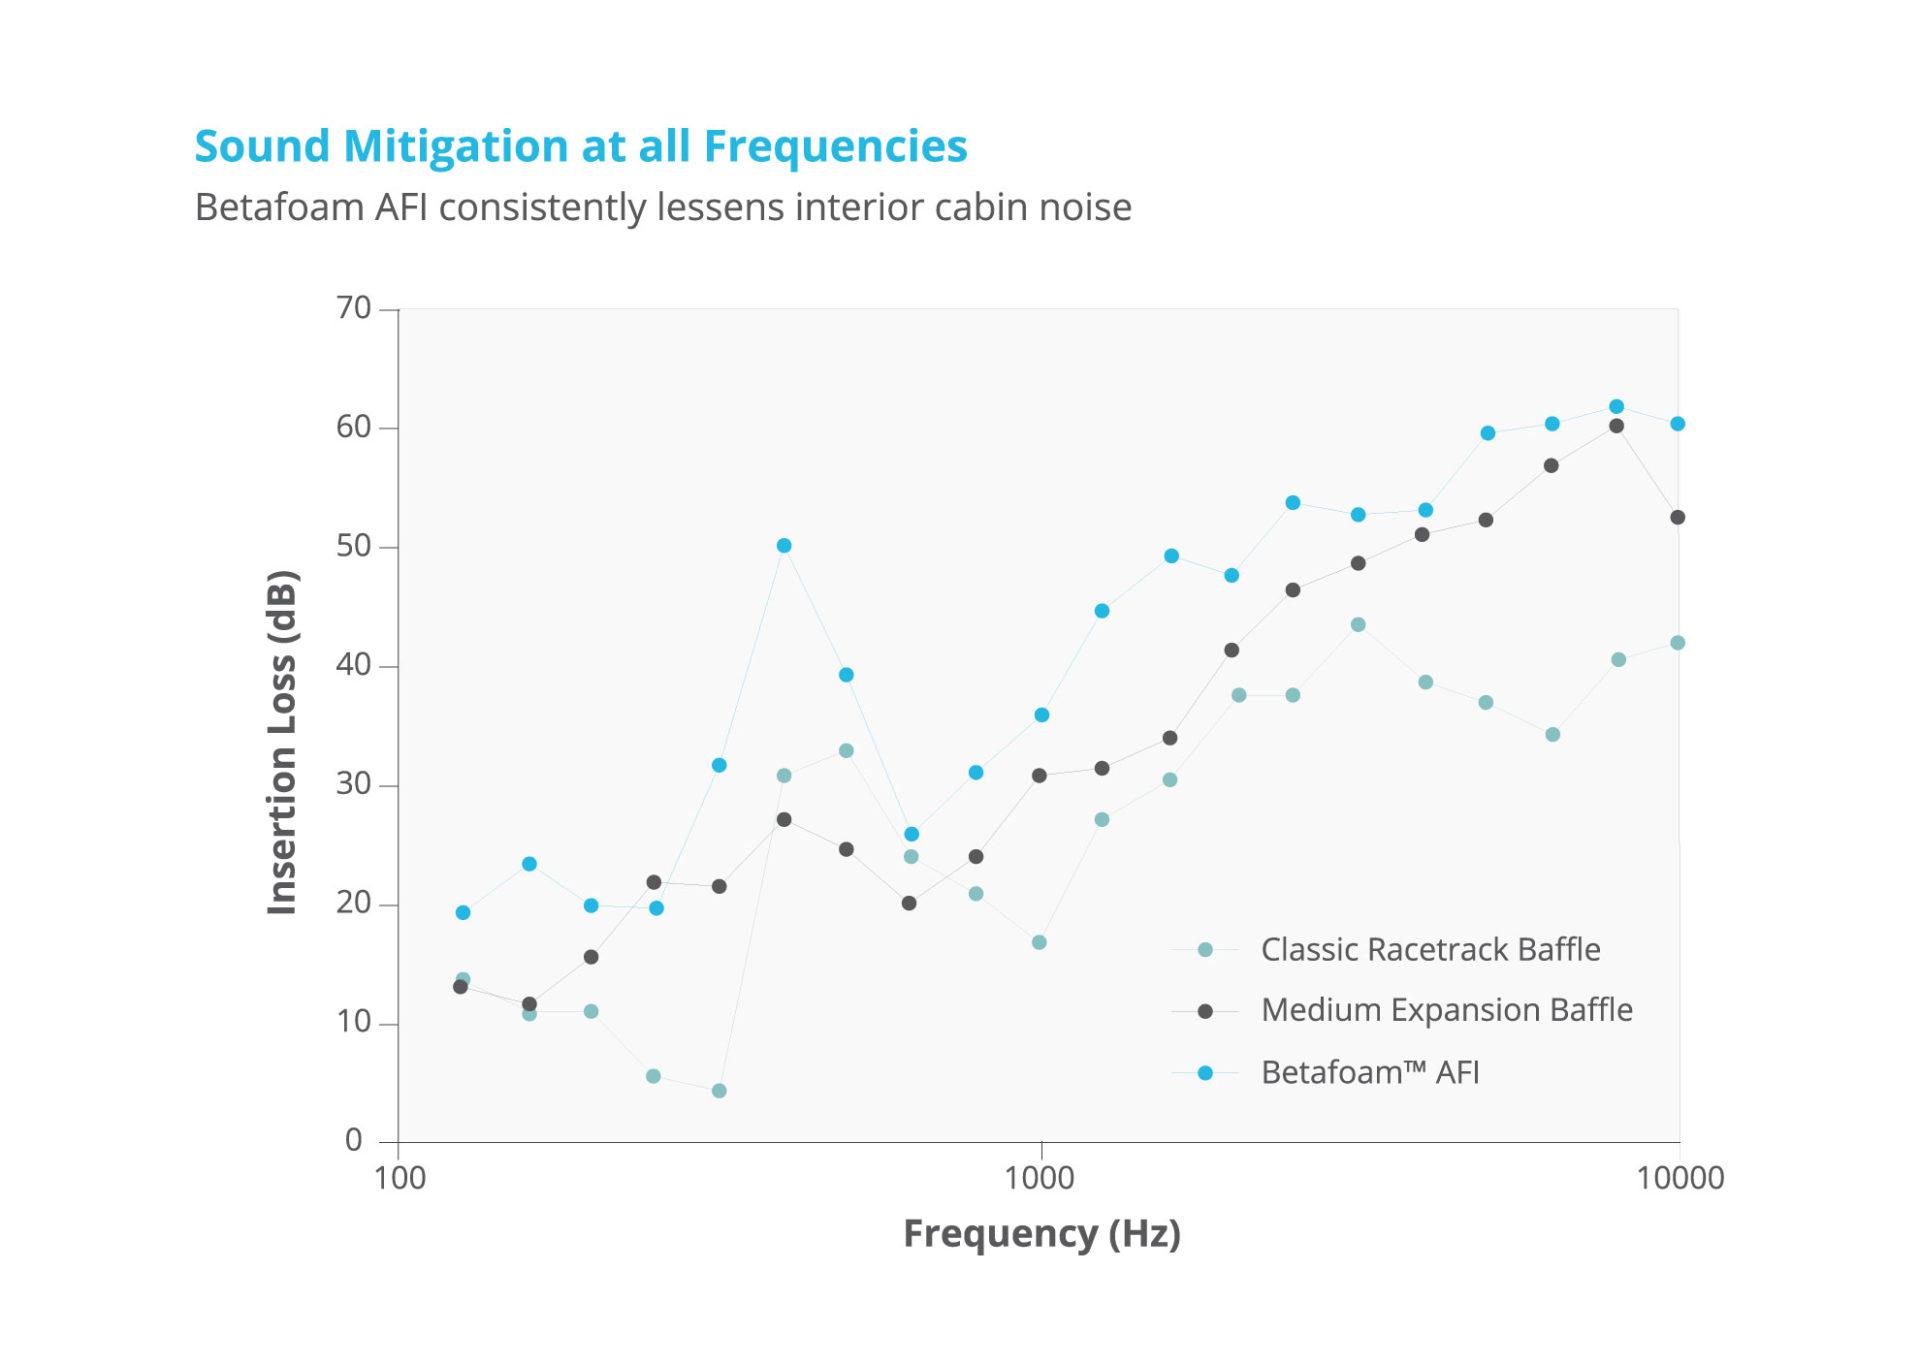 Sound Mitigation at all Frequencies
Betafoam AFI consistently lessens interior cabin noise
70
60
50
40
30
20
10
0
Insertion Loss (dB)
Classic Racetrack Baffle
Medium Expansion Baffle
Betafoam™ AFI
100
1000
10000
Frequency (Hz)